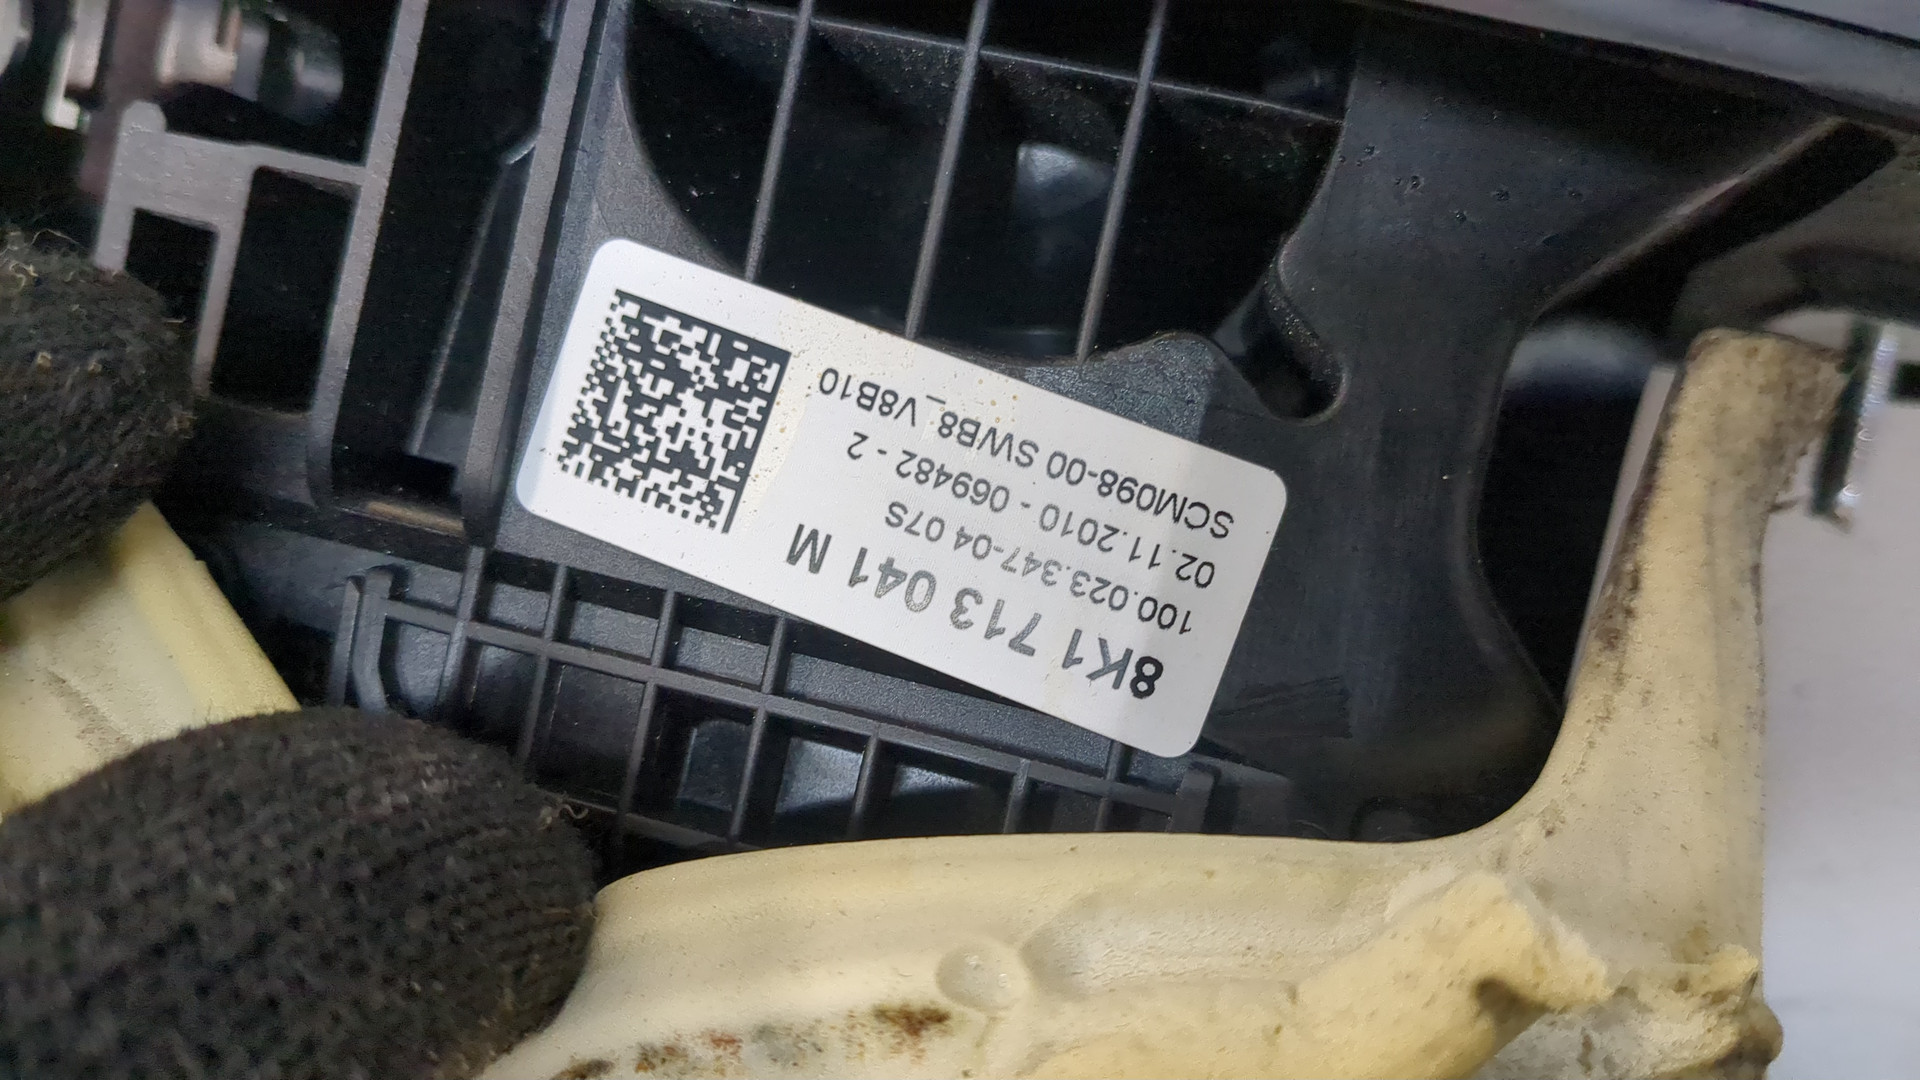 8K1 713 041 M
100.023.347-04 07S
02.11.2010 - 069482 - 2
SCM098-00 SWB8_V8B10